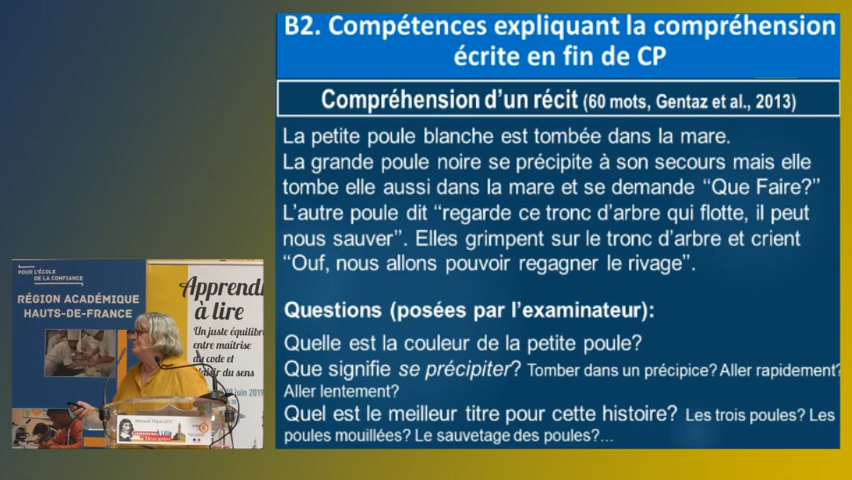 B2. Compétences expliquant la compréhension
écrite en fin de CP
Compréhension d'un récit (60 mots, Gentaz et al., 2013)
La petite poule blanche est tombée dans la mare.
La grande poule noire se précipite à son secours mais elle
tombe elle aussi dans la mare et se demande “Que Faire?”
L'autre poule dit “regarde ce tronc d'arbre qui flotte, il peut
nous sauver”. Elles grimpent sur le tronc d'arbre et crient
“Ouf, nous allons pouvoir regagner le rivage”.
Questions (posées par l'examinateur):
Quelle est la couleur de la petite poule?
Que signifie se précipiter? Tomber dans un précipice? Aller rapidement?
Aller lentement?
Quel est le meilleur titre pour cette histoire? Les trois poules? Les
poules mouillées? Le sauvetage des poules?...
POUR L'ÉCOLE
DE LA CONFIANCE
RÉGION ACADÉMIQUE
HAUTS-DE-FRANCE
Apprendr
à lire
Un juste équilibr
entre maîtrise
du code et
du sens
juin 2019